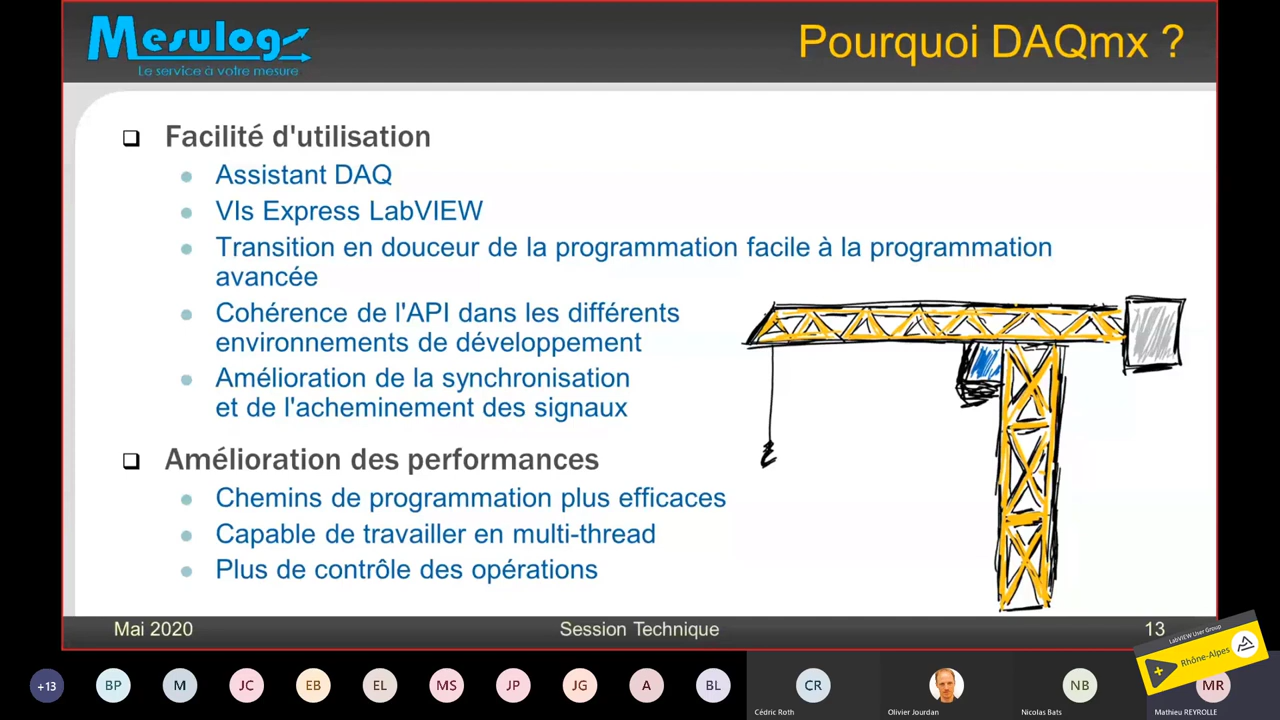 Mesulog
Le service à votre mesure
Pourquoi DAQmx ?
Facilité d'utilisation
Assistant DAQ
VIs Express LabVIEW
Transition en douceur de la programmation facile à la programmation
avancée
Cohérence de l'API dans les différents
environnements de développement
Amélioration de la synchronisation
et de l'acheminement des signaux
Amélioration des performances
Chemins de programmation plus efficaces
Capable de travailler en multi-thread
Plus de contrôle des opérations
Mai 2020
Session Technique
13
LabVIEW User Group
Rhône-Alpes
+13
BP
M
JC
EB
EL
MS
JP
JG
A
BL
CR
NB
MR
Cédric Roth
Olivier Jourdan
Nicolas Bats
Mathieu REYROLLE